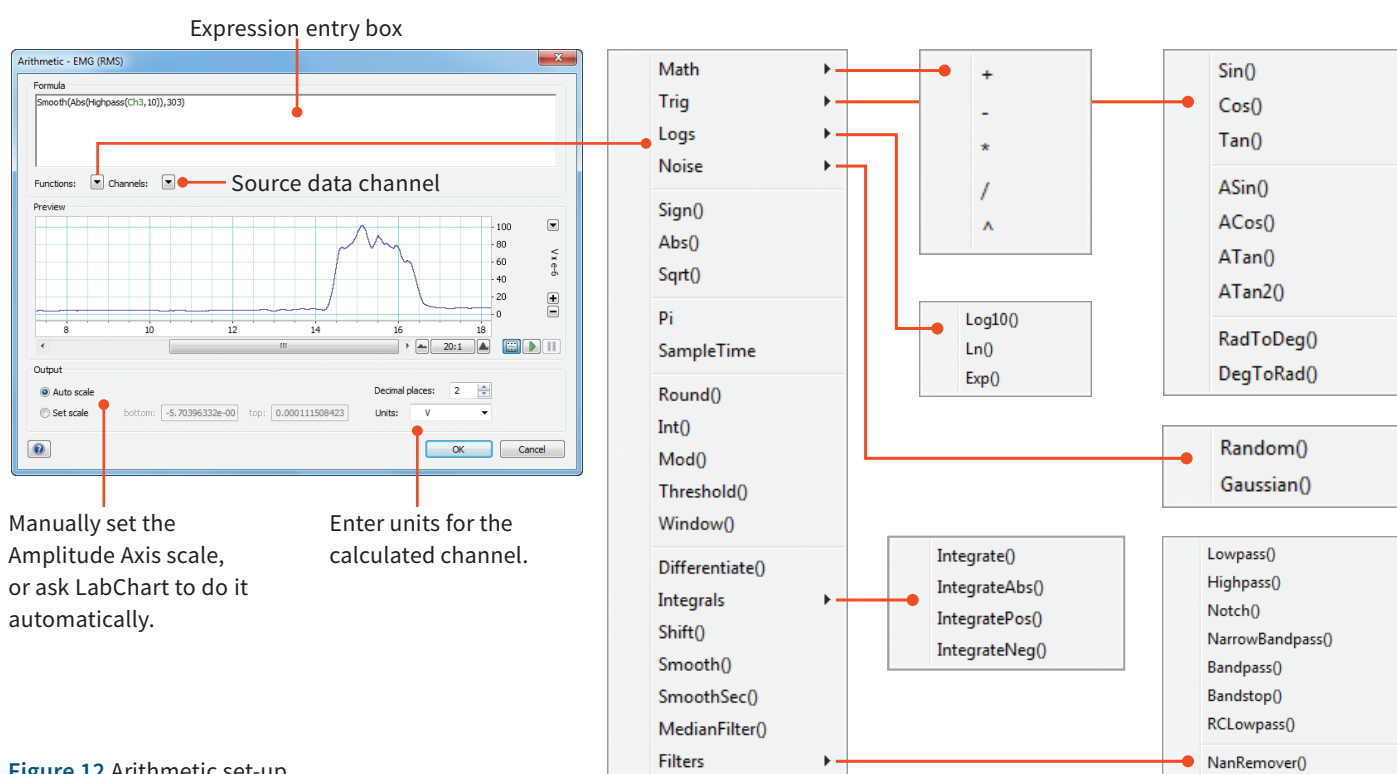 Expression entry box
Arithmetic - EMG (RMS)
Formula
Smooth(Abs(Highpass(Ch3,10)),303)
Functions: Channels:
Source data channel
Preview
100
80
60
40
20
0
V x e-6
8 10 12 14 16 18
20:1
Output
Auto scale
Set scale bottom: -5.70396332e-00 top: 0.000111508423
Decimal places: 2
Units: V
OK Cancel
Manually set the
Amplitude Axis scale,
or ask LabChart to do it
automatically.
Enter units for the
calculated channel.
Math
Trig
Logs
Noise
Sign()
Abs()
Sqrt()
Pi
SampleTime
Round()
Int()
Mod()
Threshold()
Window()
Differentiate()
Integrals
Shift()
Smooth()
SmoothSec()
MedianFilter()
Filters
+
-
*
/
^
Log10()
Ln()
Exp()
Sin()
Cos()
Tan()
ASin()
ACos()
ATan()
ATan2()
RadToDeg()
DegToRad()
Random()
Gaussian()
Integrate()
IntegrateAbs()
IntegratePos()
IntegrateNeg()
Lowpass()
Highpass()
Notch()
NarrowBandpass()
Bandpass()
Bandstop()
RCLowpass()
NanRemover()
Figure 12 Arithmetic set-up